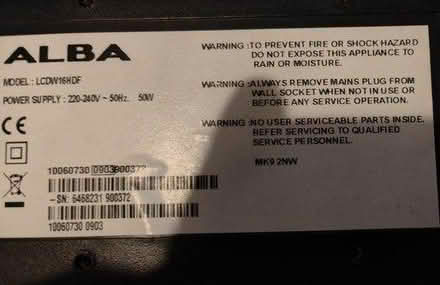 ALBA
MODEL : LCDW16HDF
POWER SUPPLY : 220-240V ~ 50Hz, 50W
CE
10060730 0903900372
-SN: 6468231 900372
10060730 0903
WARNING :TO PREVENT FIRE OR SHOCK HAZARD
DO NOT EXPOSE THIS APPLIANCE TO
RAIN OR MOISTURE.
WARNING :ALWAYS REMOVE MAINS PLUG FROM
WALL SOCKET WHEN NOT IN USE OR
BEFORE ANY SERVICE OPERATION.
WARNING :NO USER SERVICEABLE PARTS INSIDE.
REFER SERVICING TO QUALIFIED
SERVICE PERSONNEL.
MK9 2NW